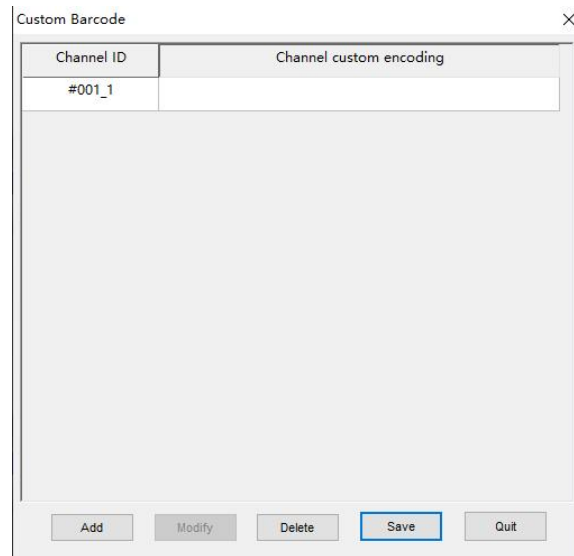 Custom Barcode
Channel ID Channel custom encoding
#001_1
Add Modify Delete Save Quit